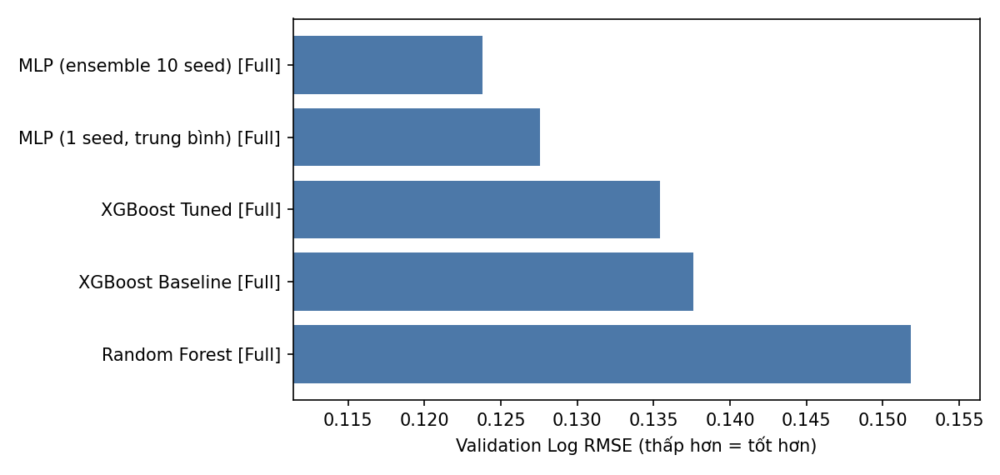 MLP (ensemble 10 seed) [Full]
MLP (1 seed, trung bình) [Full]
XGBoost Tuned [Full]
XGBoost Baseline [Full]
Random Forest [Full]
0.115 0.120 0.125 0.130 0.135 0.140 0.145 0.150 0.155
Validation Log RMSE (thấp hơn = tốt hơn)